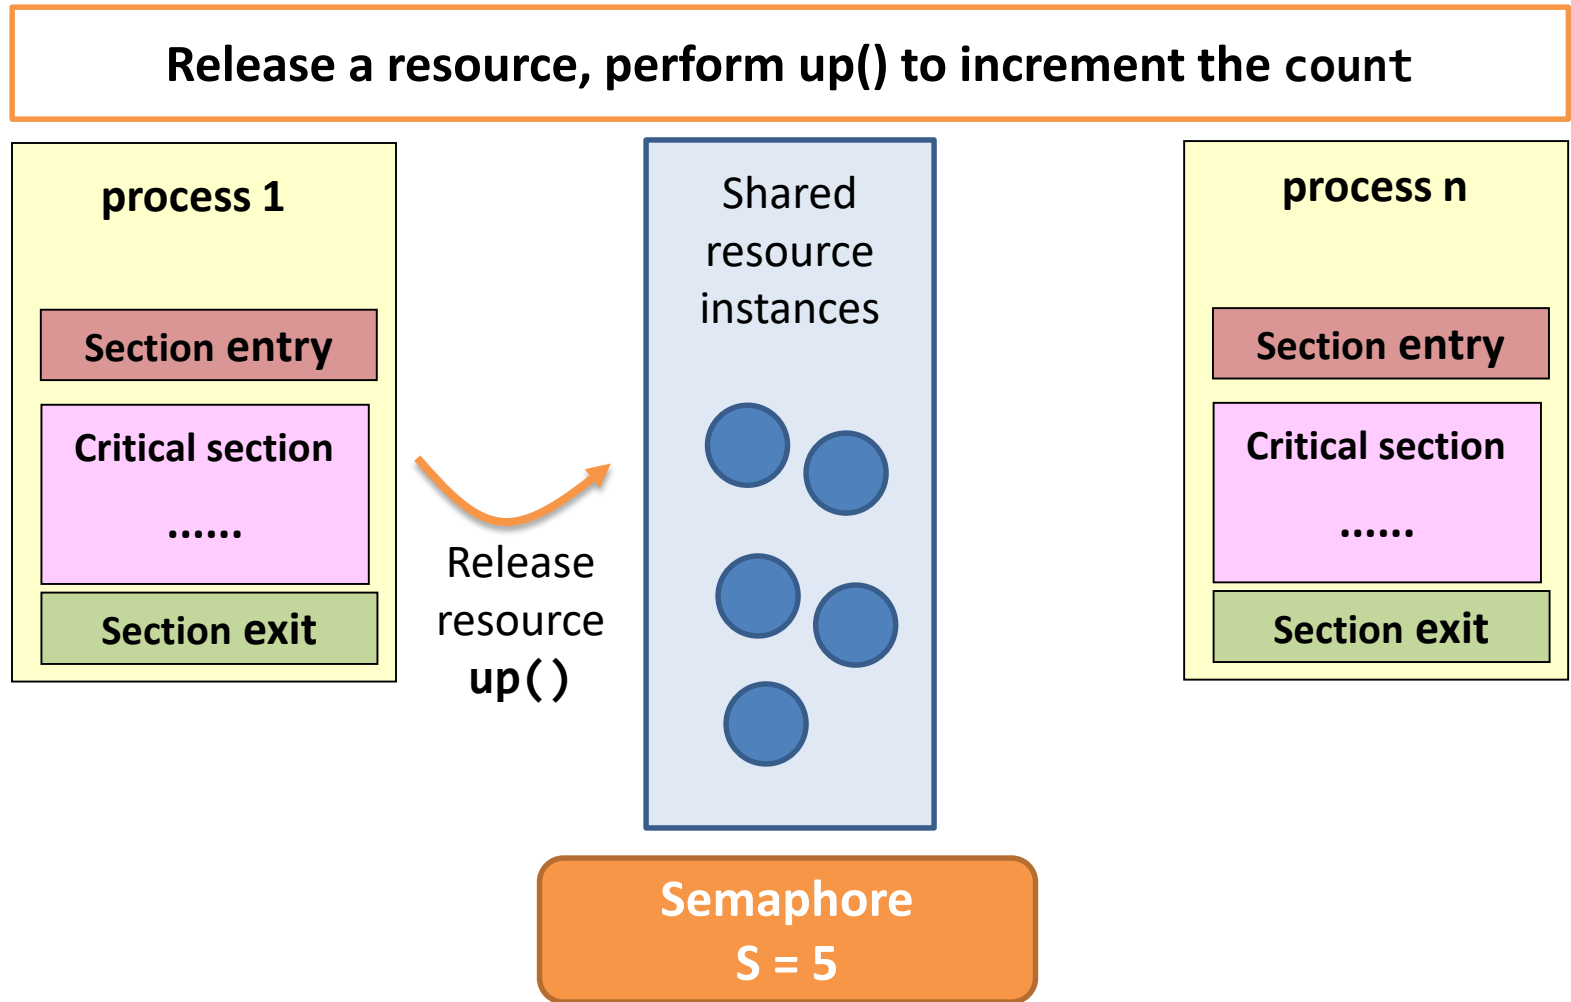 Release a resource, perform up() to increment the count
process 1
Section entry
Critical section
......
Section exit
Release
resource
up()
Shared
resource
instances
process n
Section entry
Critical section
......
Section exit
Semaphore
S = 5